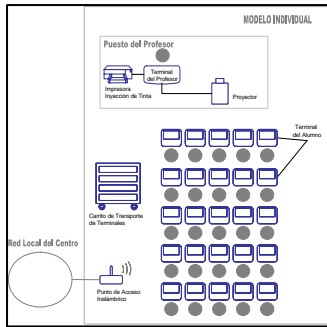 MODELO INDIVIDUAL
Puesto del Profesor
Terminal
del Profesor
Impresora
Inyección de Tinta
Proyector
Terminal
del Alumno
Carrito de Transporte
de Terminales
Red Local del Centro
Punto de Acceso
Inalámbrico